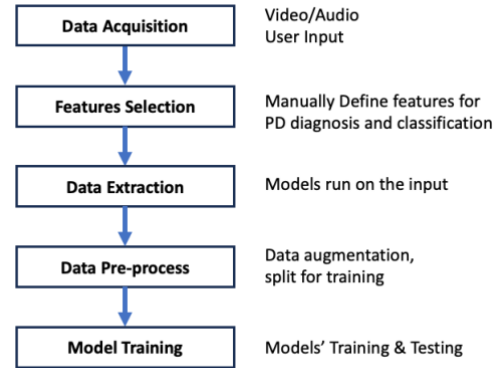 Data Acquisition
Video/Audio
User Input
Features Selection
Manually Define features for
PD diagnosis and classification
Data Extraction
Models run on the input
Data Pre-process
Data augmentation,
split for training
Model Training
Models’ Training & Testing